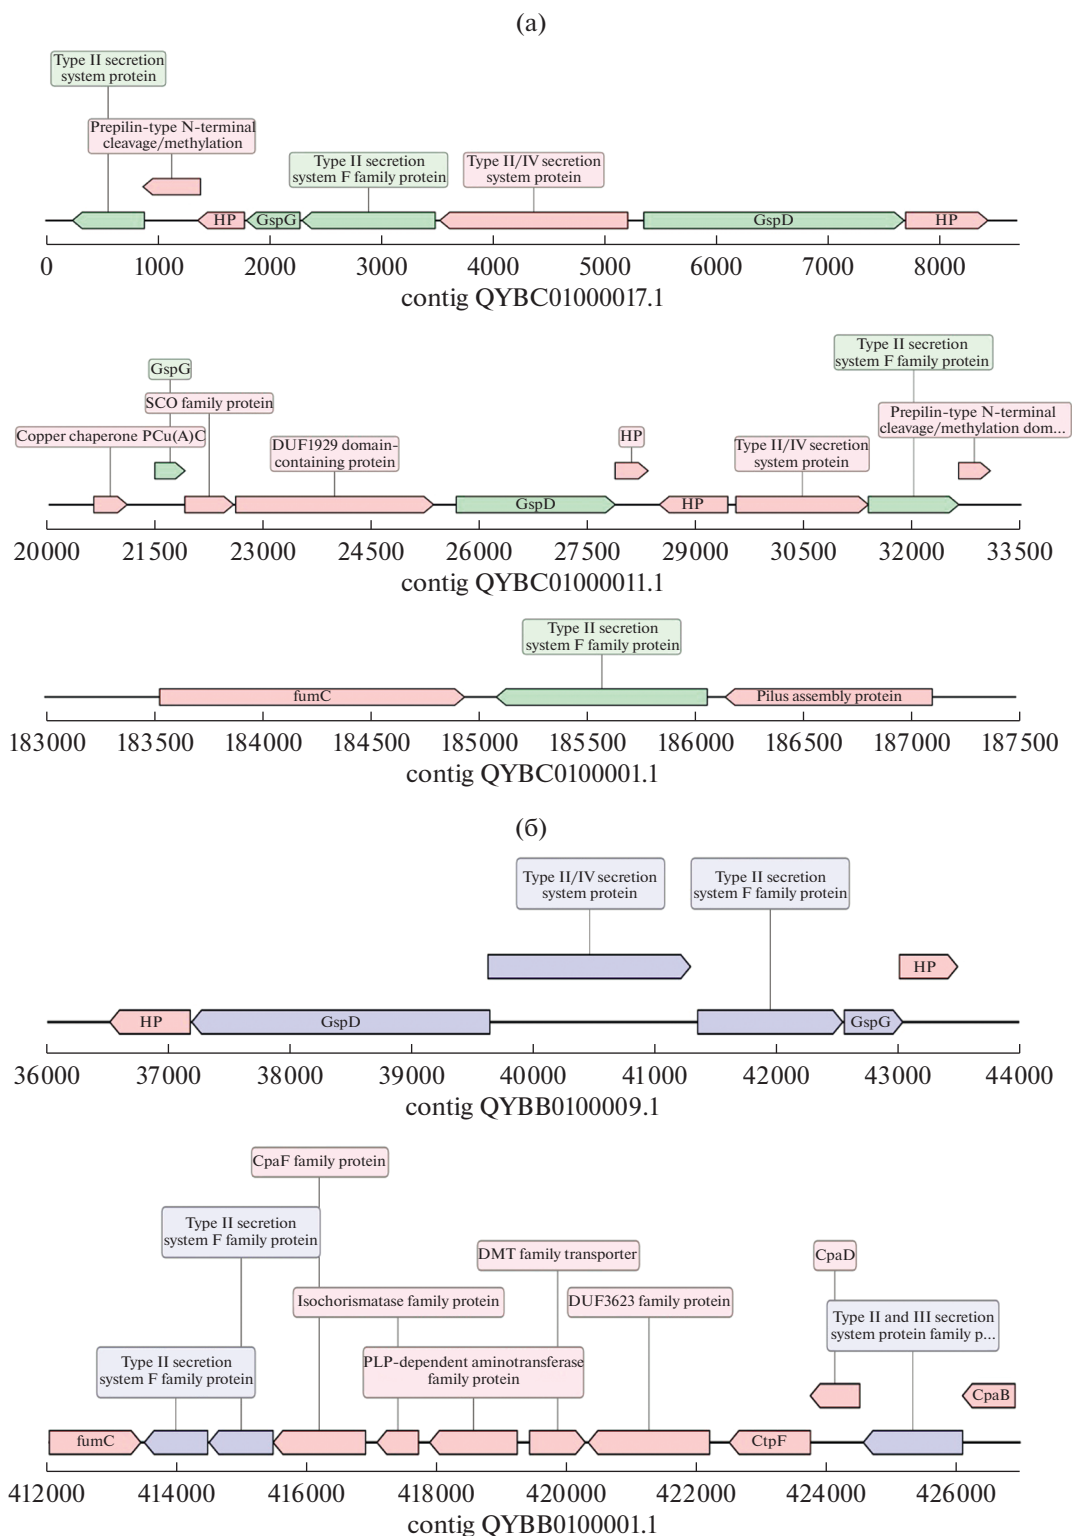 (а)
Type II secretion
system protein
Prepilin-type N-terminal
cleavage/methylation
Type II secretion
system F family protein
Type II/IV secretion
system protein
HP
GspG
GspD
HP
0 1000 2000 3000 4000 5000 6000 7000 8000
contig QYBC01000017.1
Type II secretion
system F family protein
GspG
SCO family protein
Prepilin-type N-terminal
cleavage/methylation dom...
Copper chaperone PCu(A)C
DUF1929 domain-
containing protein
HP
Type II/IV secretion
system protein
GspD
HP
20000 21500 23000 24500 26000 27500 29000 30500 32000 33500
contig QYBC01000011.1
Type II secretion
system F family protein
fumC
Pilus assembly protein
183000 183500 184000 184500 185000 185500 186000 186500 187000 187500
contig QYBC0100001.1
(б)
Type II/IV secretion
system protein
Type II secretion
system F family protein
HP
HP
GspD
GspG
36000 37000 38000 39000 40000 41000 42000 43000 44000
contig QYBB0100009.1
CpaF family protein
Type II secretion
system F family protein
DMT family transporter
CpaD
Isochorismatase family protein
DUF3623 family protein
Type II and III secretion
system protein family p...
Type II secretion
system F family protein
PLP-dependent aminotransferase
family protein
CpaB
fumC
CtpF
412000 414000 416000 418000 420000 422000 424000 426000
contig QYBB0100001.1